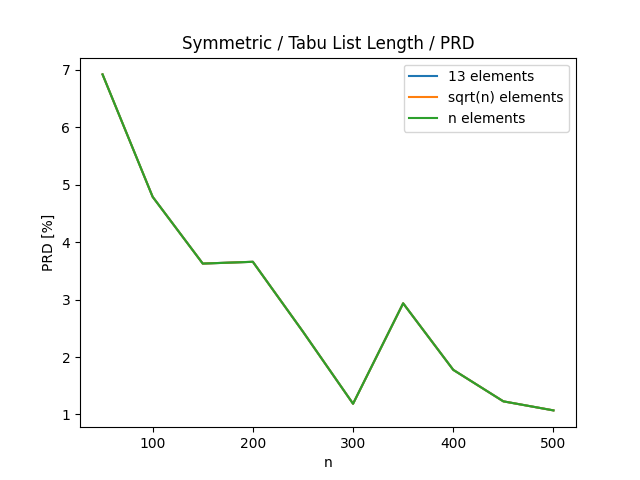 Symmetric / Tabu List Length / PRD
13 elements
sqrt(n) elements
n elements
PRD [%]
7
6
5
4
3
2
1
100 200 300 400 500
n